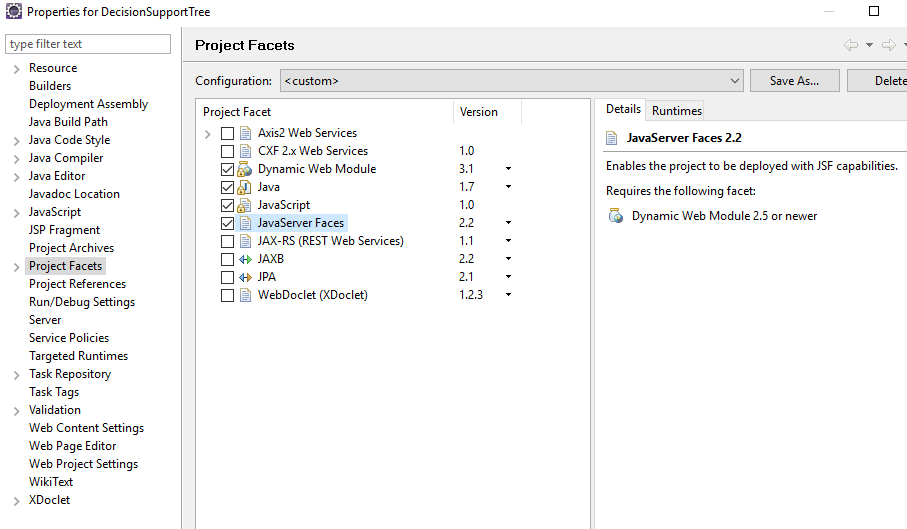 Properties for DecisionSupportTree
type filter text
Resource
Builders
Deployment Assembly
Java Build Path
Java Code Style
Java Compiler
Java Editor
Javadoc Location
JavaScript
JSP Fragment
Project Archives
Project Facets
Project References
Run/Debug Settings
Server
Service Policies
Targeted Runtimes
Task Repository
Task Tags
Validation
Web Content Settings
Web Page Editor
Web Project Settings
WikiText
XDoclet
Project Facets
Configuration: <custom> Save As... Delete
Project Facet Version
Axis2 Web Services
CXF 2.x Web Services 1.0
Dynamic Web Module 3.1
Java 1.7
JavaScript 1.0
JavaServer Faces 2.2
JAX-RS (REST Web Services) 1.1
JAXB 2.2
JPA 2.1
WebDoclet (XDoclet) 1.2.3
Details Runtimes
JavaServer Faces 2.2
Enables the project to be deployed with JSF capabilities.
Requires the following facet:
Dynamic Web Module 2.5 or newer